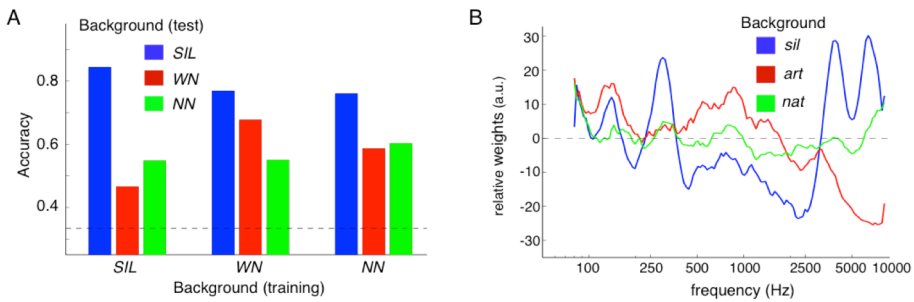 A
Background (test)
SIL
WN
NN
Accuracy
0.8
0.6
0.4
SIL WN NN
Background (training)
B
Background
sil
art
nat
relative weights (a.u.)
30
20
10
0
-10
-20
-30
100 250 500 1000 2500 5000 10000
frequency (Hz)